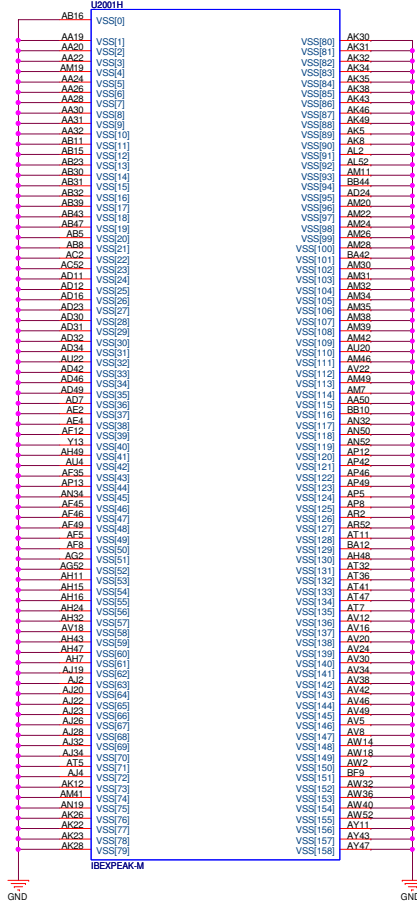 U2001H
AB16 VSS[0]
AA19 VSS[1] VSS[80] AK30
AA20 VSS[2] VSS[81] AK31
AA22 VSS[3] VSS[82] AK32
AM19 VSS[4] VSS[83] AK34
AA24 VSS[5] VSS[84] AK35
AA26 VSS[6] VSS[85] AK38
AA28 VSS[7] VSS[86] AK43
AA30 VSS[8] VSS[87] AK46
AA31 VSS[9] VSS[88] AK49
AA32 VSS[10] VSS[89] AK5
AB11 VSS[11] VSS[90] AK8
AB15 VSS[12] VSS[91] AL2
AB23 VSS[13] VSS[92] AL52
AB30 VSS[14] VSS[93] AM11
AB31 VSS[15] VSS[94] BB44
AB32 VSS[16] VSS[95] AD24
AB39 VSS[17] VSS[96] AM20
AB43 VSS[18] VSS[97] AM22
AB47 VSS[19] VSS[98] AM24
AB5 VSS[20] VSS[99] AM26
AB8 VSS[21] VSS[100] AM28
AC2 VSS[22] VSS[101] BA42
AC52 VSS[23] VSS[102] AM30
AD11 VSS[24] VSS[103] AM31
AD12 VSS[25] VSS[104] AM32
AD16 VSS[26] VSS[105] AM34
AD23 VSS[27] VSS[106] AM35
AD30 VSS[28] VSS[107] AM38
AD31 VSS[29] VSS[108] AM39
AD32 VSS[30] VSS[109] AM42
AD34 VSS[31] VSS[110] AU20
AU22 VSS[32] VSS[111] AM46
AD42 VSS[33] VSS[112] AV22
AD46 VSS[34] VSS[113] AM49
AD49 VSS[35] VSS[114] AM7
AD7 VSS[36] VSS[115] AA50
AE2 VSS[37] VSS[116] BB10
AE4 VSS[38] VSS[117] AN32
AF12 VSS[39] VSS[118] AN50
Y13 VSS[40] VSS[119] AN52
AH49 VSS[41] VSS[120] AP12
AU4 VSS[42] VSS[121] AP42
AF35 VSS[43] VSS[122] AP46
AP13 VSS[44] VSS[123] AP49
AN34 VSS[45] VSS[124] AP5
AF45 VSS[46] VSS[125] AP8
AF46 VSS[47] VSS[126] AR2
AF49 VSS[48] VSS[127] AR52
AF5 VSS[49] VSS[128] AT11
AF8 VSS[50] VSS[129] BA12
AG2 VSS[51] VSS[130] AH48
AG52 VSS[52] VSS[131] AT32
AH11 VSS[53] VSS[132] AT36
AH15 VSS[54] VSS[133] AT41
AH16 VSS[55] VSS[134] AT47
AH24 VSS[56] VSS[135] AT7
AH32 VSS[57] VSS[136] AV12
AV18 VSS[58] VSS[137] AV16
AH43 VSS[59] VSS[138] AV20
AH47 VSS[60] VSS[139] AV24
AH7 VSS[61] VSS[140] AV30
AJ19 VSS[62] VSS[141] AV34
AJ2 VSS[63] VSS[142] AV38
AJ20 VSS[64] VSS[143] AV42
AJ22 VSS[65] VSS[144] AV46
AJ23 VSS[66] VSS[145] AV49
AJ26 VSS[67] VSS[146] AV5
AJ28 VSS[68] VSS[147] AV8
AJ32 VSS[69] VSS[148] AW14
AJ34 VSS[70] VSS[149] AW18
AT5 VSS[71] VSS[150] AW2
AJ4 VSS[72] VSS[151] BF9
AK12 VSS[73] VSS[152] AW32
AM41 VSS[74] VSS[153] AW36
AN19 VSS[75] VSS[154] AW40
AK26 VSS[76] VSS[155] AW52
AK22 VSS[77] VSS[156] AY11
AK23 VSS[78] VSS[157] AY43
AK28 VSS[79] VSS[158] AY47
IBEXPEAK-M
GND GND